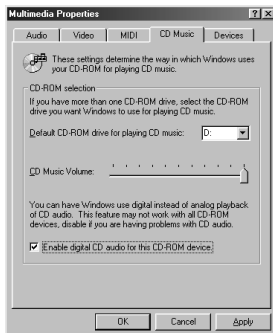 Multimedia Properties
Audio Video MIDI CD Music Devices
These settings determine the way in which Windows uses
your CD-ROM for playing CD music.
CD-ROM selection
If you have more than one CD-ROM drive, select the CD-ROM
drive you want Windows to use for playing CD music.
Default CD-ROM drive for playing CD music: D:
CD Music Volume:
You can have Windows use digital instead of analog playback
of CD audio. This feature may not work with all CD-ROM
devices, disable if you are having problems with CD audio.
Enable digital CD audio for this CD-ROM device.
OK Cancel Apply